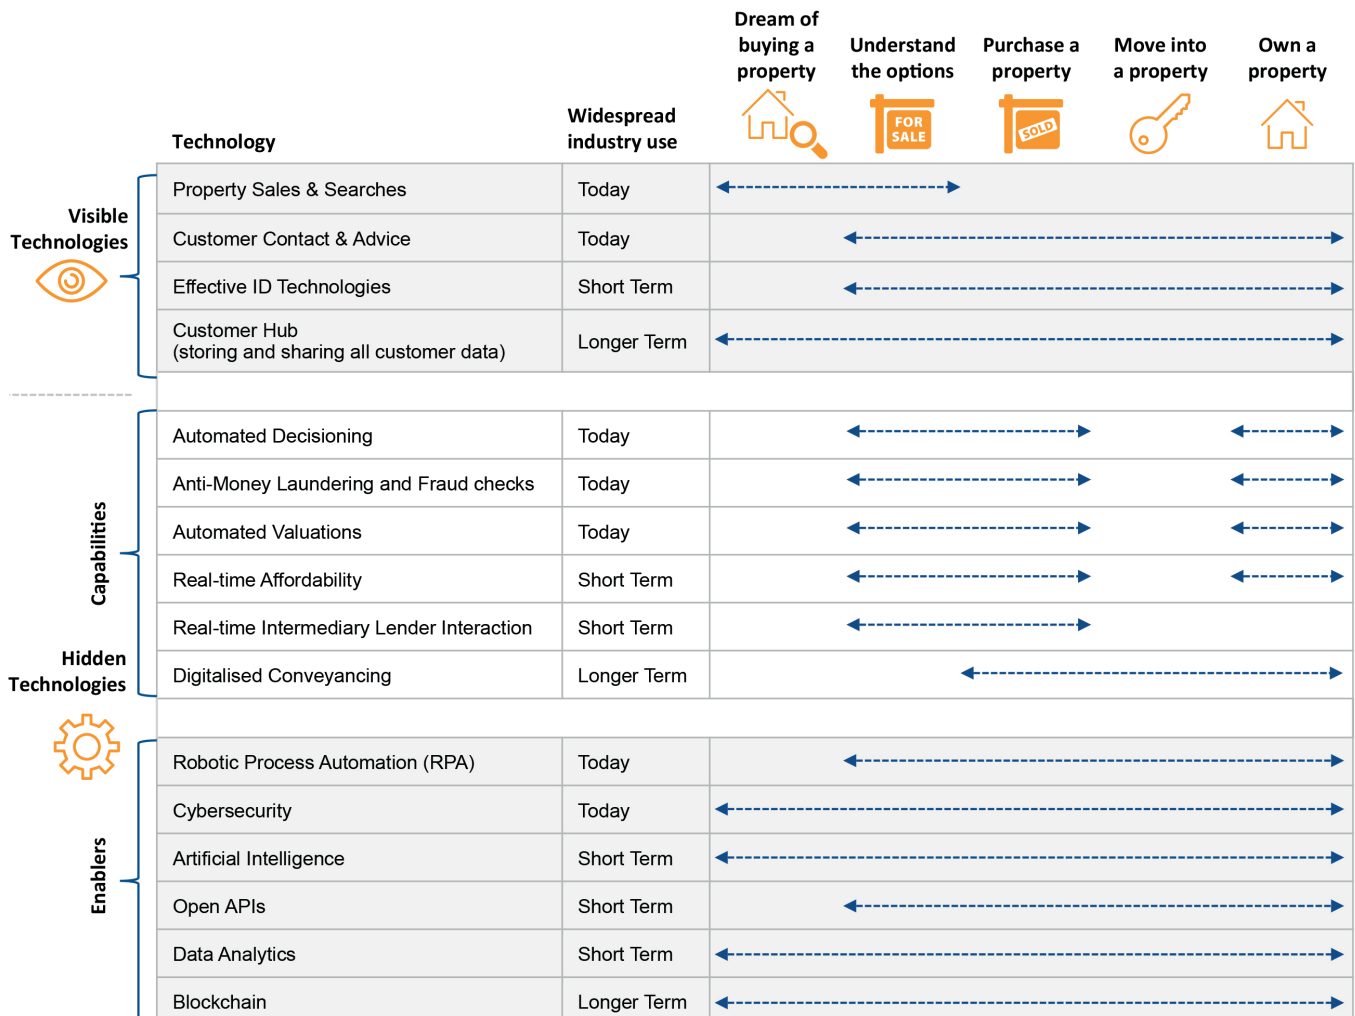 Dream of
buying a
property
Understand
the options
Purchase a
property
Move into
a property
Own a
property
FOR
SALE
SOLD
Technology
Widespread
industry use
Visible
Technologies
Property Sales & Searches Today
Customer Contact & Advice Today
Effective ID Technologies Short Term
Customer Hub
(storing and sharing all customer data) Longer Term
Hidden
Technologies
Capabilities
Automated Decisioning Today
Anti-Money Laundering and Fraud checks Today
Automated Valuations Today
Real-time Affordability Short Term
Real-time Intermediary Lender Interaction Short Term
Digitalised Conveyancing Longer Term
Enablers
Robotic Process Automation (RPA) Today
Cybersecurity Today
Artificial Intelligence Short Term
Open APIs Short Term
Data Analytics Short Term
Blockchain Longer Term